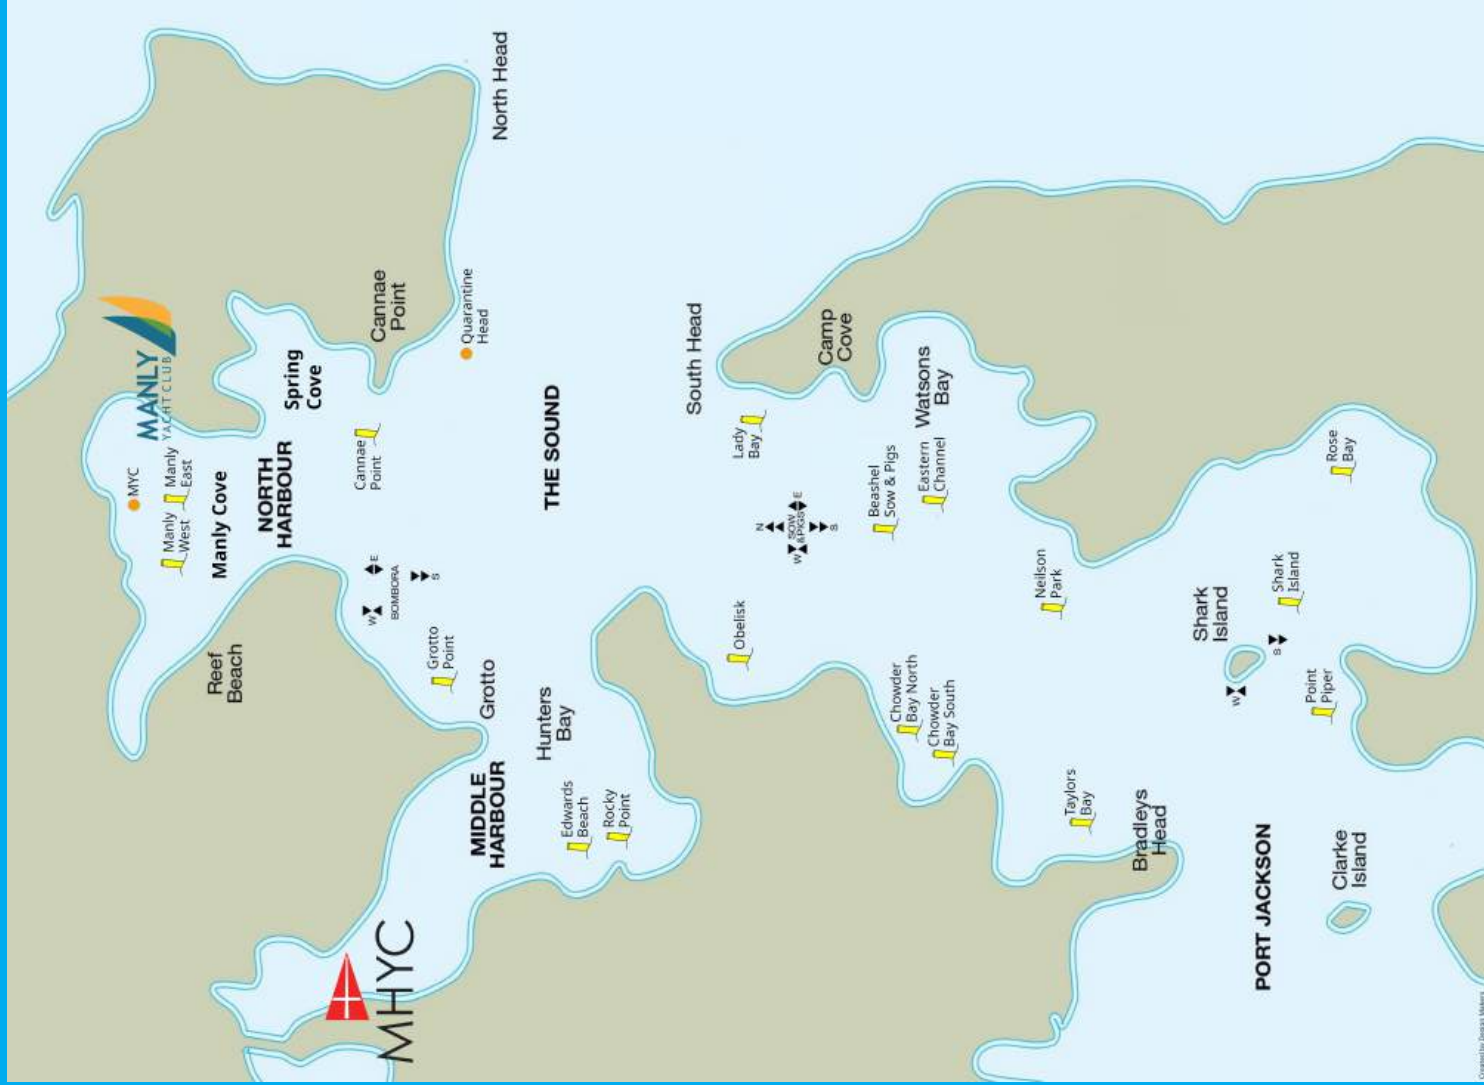 North Head
MANLY
YACHT CLUB
MYC
Manly
East
Manly
West
Manly Cove
NORTH
HARBOUR
Spring
Cove
Cannae
Point
Cannae
Point
Quarantine
Head
Reef
Beach
W
E
BOMBORA
S
Grotto
Point
Grotto
THE SOUND
MIDDLE
HARBOUR
Hunters
Bay
Edwards
Beach
Rocky
Point
MHYC
South Head
Lady
Bay
Camp
Cove
Watsons
Bay
N
W
SOW
&PIGS
E
S
Beashel
Sow & Pigs
Eastern
Channel
Obelisk
Chowder
Bay North
Chowder
Bay South
Neilson
Park
Taylors
Bay
Bradleys
Head
Shark
Island
W
S
Shark
Island
Rose
Bay
Point
Piper
PORT JACKSON
Clarke
Island